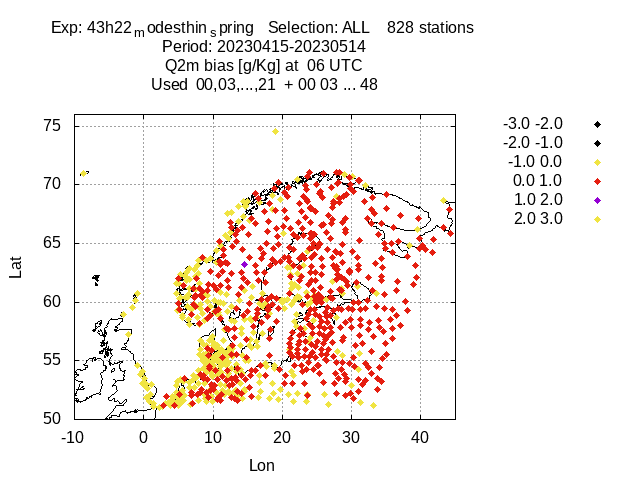 Exp: 43h22modesthinspring Selection: ALL 828 stations
Period: 20230415-20230514
Q2m bias [g/Kg] at 06 UTC
Used 00,03,...,21 + 00 03 ... 48
-3.0 -2.0
-2.0 -1.0
-1.0 0.0
0.0 1.0
1.0 2.0
2.0 3.0
75
70
65
60
55
50
Lat
-10 0 10 20 30 40
Lon